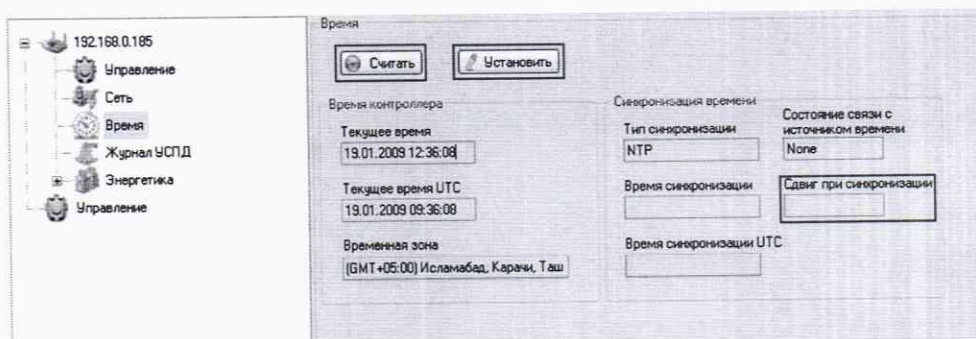 192.168.0.185
Управление
Сеть
Время
Журнал УСПД
Энергетика
Управление
Время
Считать
Установить
Время контроллера
Текущее время
19.01.2009 12:36:08
Текущее время UTC
19.01.2009 09:36:08
Временная зона
(GMT+05:00) Исламабад, Карачи, Таш
Синхронизация времени
Тип синхронизации
NTP
Состояние связи с
источником времени
None
Время синхронизации
Сдвиг при синхронизации
Время синхронизации UTC